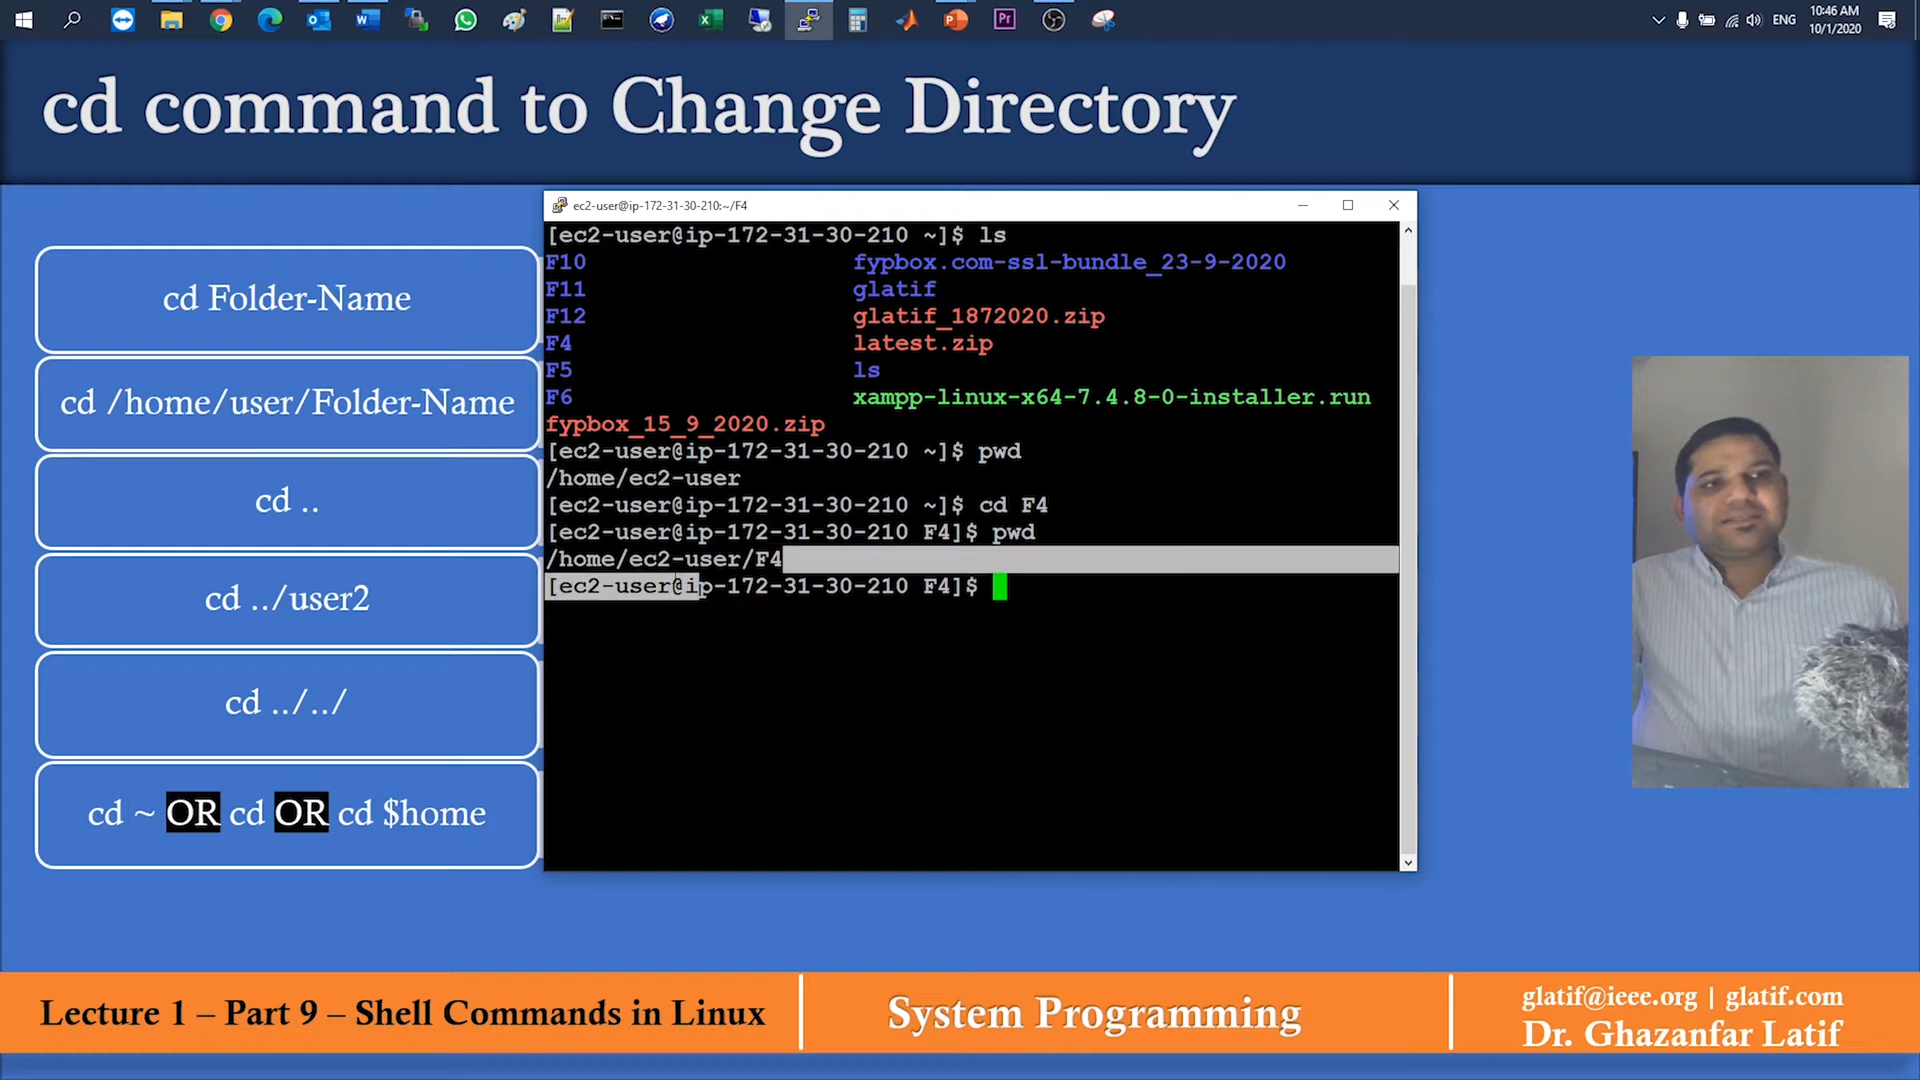 10:46 AM
ENG
10/1/2020
cd command to Change Directory
cd Folder-Name
cd /home/user/Folder-Name
cd ..
cd ../user2
cd ../../
cd ~ OR cd OR cd $home
ec2-user@ip-172-31-30-210:~/F4
[ec2-user@ip-172-31-30-210 ~]$ ls
F10 fypbox.com-ssl-bundle_23-9-2020
F11 glatif
F12 glatif_1872020.zip
F4 latest.zip
F5 ls
F6 xampp-linux-x64-7.4.8-0-installer.run
fypbox_15_9_2020.zip
[ec2-user@ip-172-31-30-210 ~]$ pwd
/home/ec2-user
[ec2-user@ip-172-31-30-210 ~]$ cd F4
[ec2-user@ip-172-31-30-210 F4]$ pwd
/home/ec2-user/F4
[ec2-user@ip-172-31-30-210 F4]$
Lecture 1 – Part 9 – Shell Commands in Linux
System Programming
glatif@ieee.org | glatif.com
Dr. Ghazanfar Latif